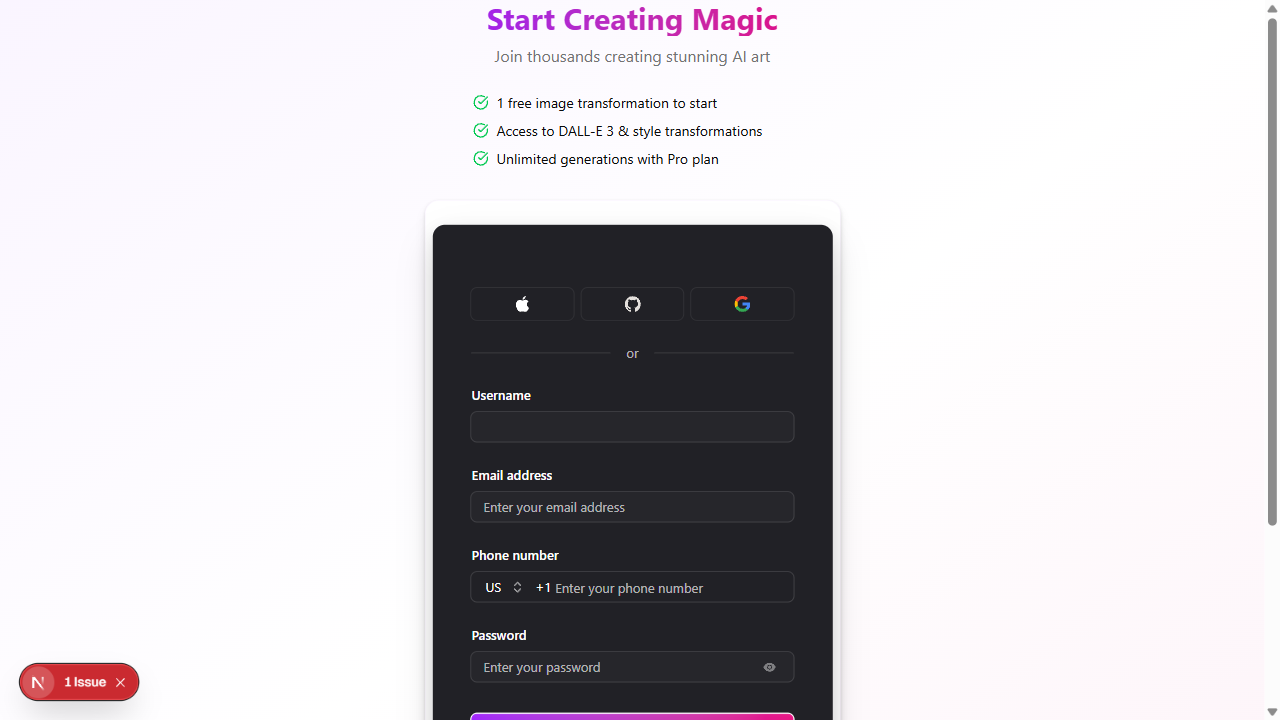 Start Creating Magic
Join thousands creating stunning AI art
1 free image transformation to start
Access to DALL-E 3 & style transformations
Unlimited generations with Pro plan
or
Username
Email address
Enter your email address
Phone number
US +1 Enter your phone number
Password
Enter your password
N 1 Issue